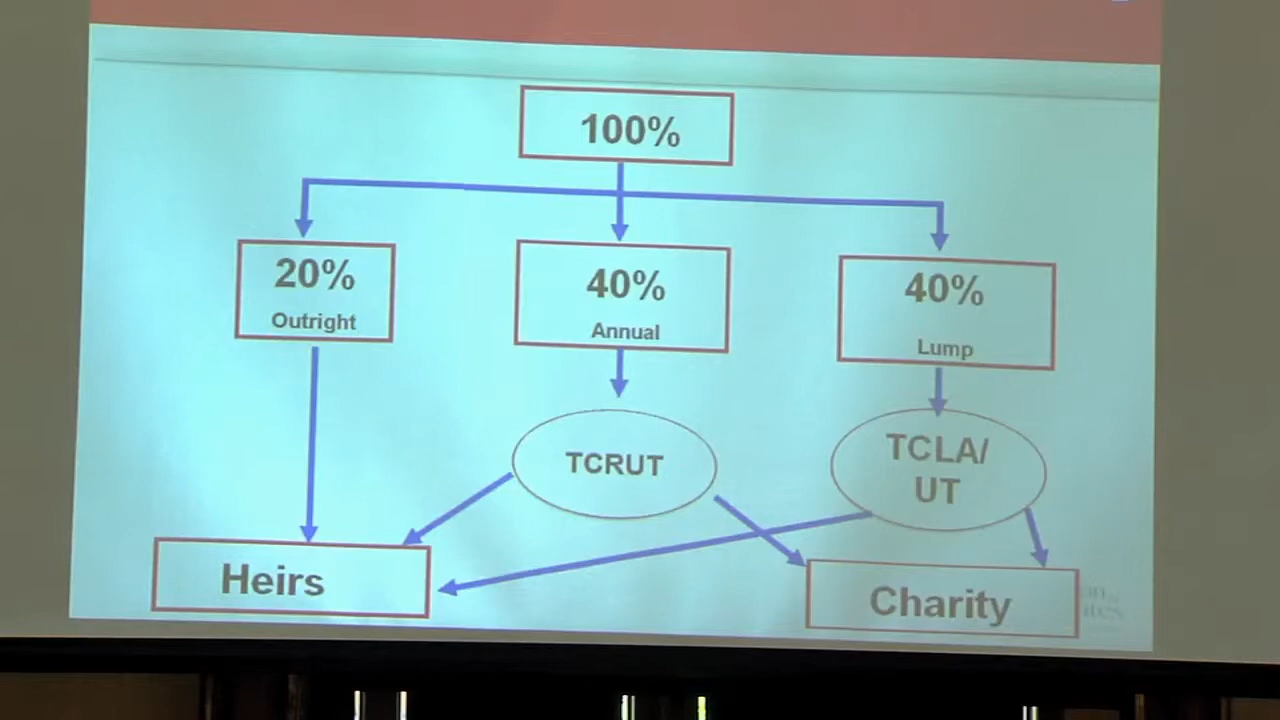 100%
20%
Outright
40%
Annual
40%
Lump
TCRUT
TCLA/
UT
Heirs
Charity